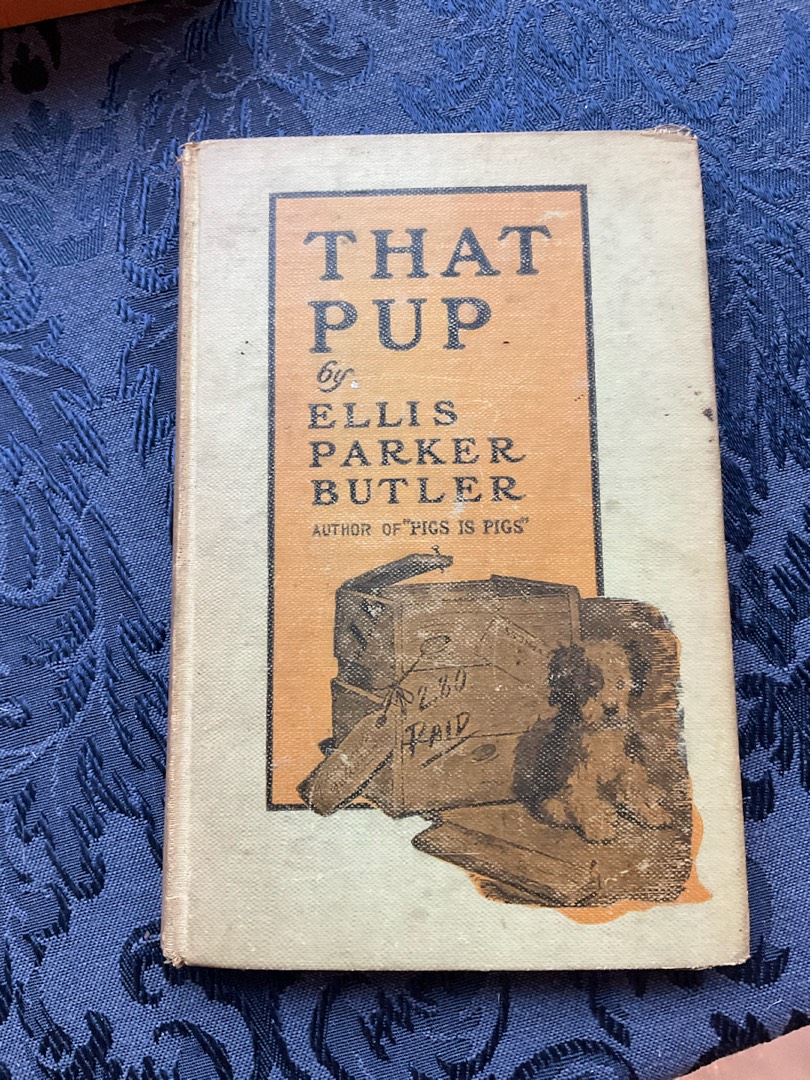 THAT
PUP
by
ELLIS
PARKER
BUTLER
AUTHOR OF "PIGS IS PIGS"
2.80
PAID